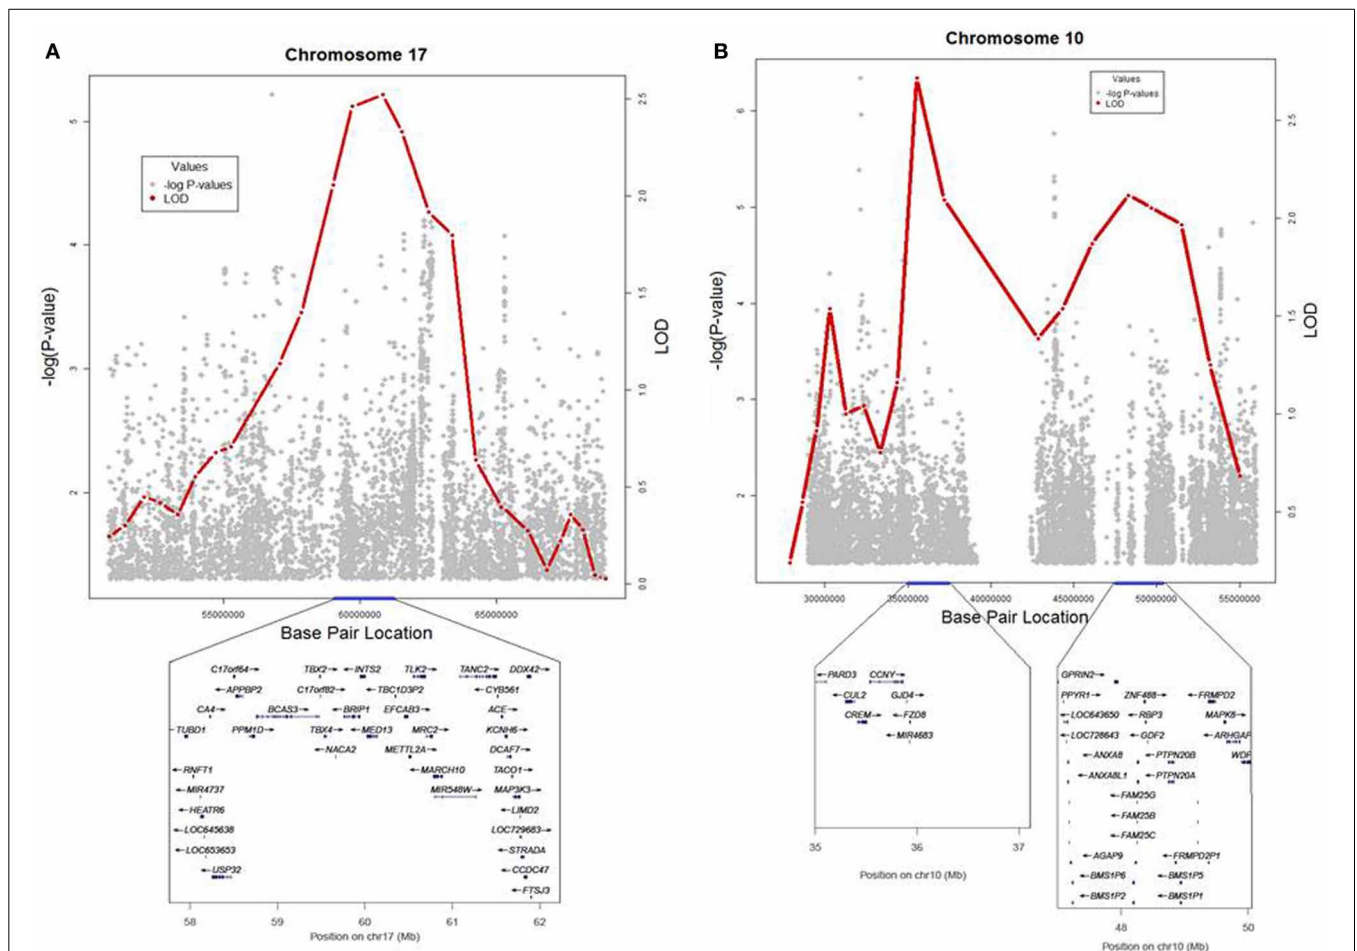 A
Chromosome 17
-log(P-value)
5
4
3
2
Values
-log P-values
LOD
2.5
2.0
1.5
1.0
0.5
0.0
LOD
55000000
60000000
65000000
Base Pair Location
C17orf64→
TBX2→
←INTS2
TLK2→
TANC2→
DDX42→
←APPBP2
C17orf82→
←TBC1D3P2
←CYB561
CA4→
←BCAS3→
←BRIP1
EFCAB3→
ACE→
←TUBD1
PPM1D→
TBX4→
←MED13
MRC2→
KCNH6→
←NACA2
METTL2A→
DCAF7→
←RNFT1
←MARCH10
TACO1→
←MIR4737
MIR548W→
MAP3K3→
←HEATR6
←LIMD2
←LOC645638
LOC729683→
←LOC653653
←STRADA
←USP32
←CCDC47
←FTSJ3
58
59
60
61
62
Position on chr17 (Mb)
B
Chromosome 10
-log(P-value)
6
5
4
3
2
Values
-log P-values
LOD
2.5
2.0
1.5
1.0
0.5
LOD
30000000
35000000
40000000
45000000
50000000
55000000
Base Pair Location
←PARD3
CCNY→
←CUL2
GJD4→
CREM→
←FZD8
←MIR4683
35
36
37
Position on chr10 (Mb)
GPRIN2→
←PPYR1
ZNF488→
←FRMPD2
←LOC643650
←RBP3
MAPK8→
←LOC728643
←GDF2
←ARHGAP
←ANXA8
←PTPN20B
WDF
←ANXA8L1
←PTPN20A
←FAM25G
←FAM25B
←FAM25C
←AGAP9
←FRMPD2P1
←BMS1P6
←BMS1P5
←BMS1P2
←BMS1P1
48
50
Position on chr10 (Mb)